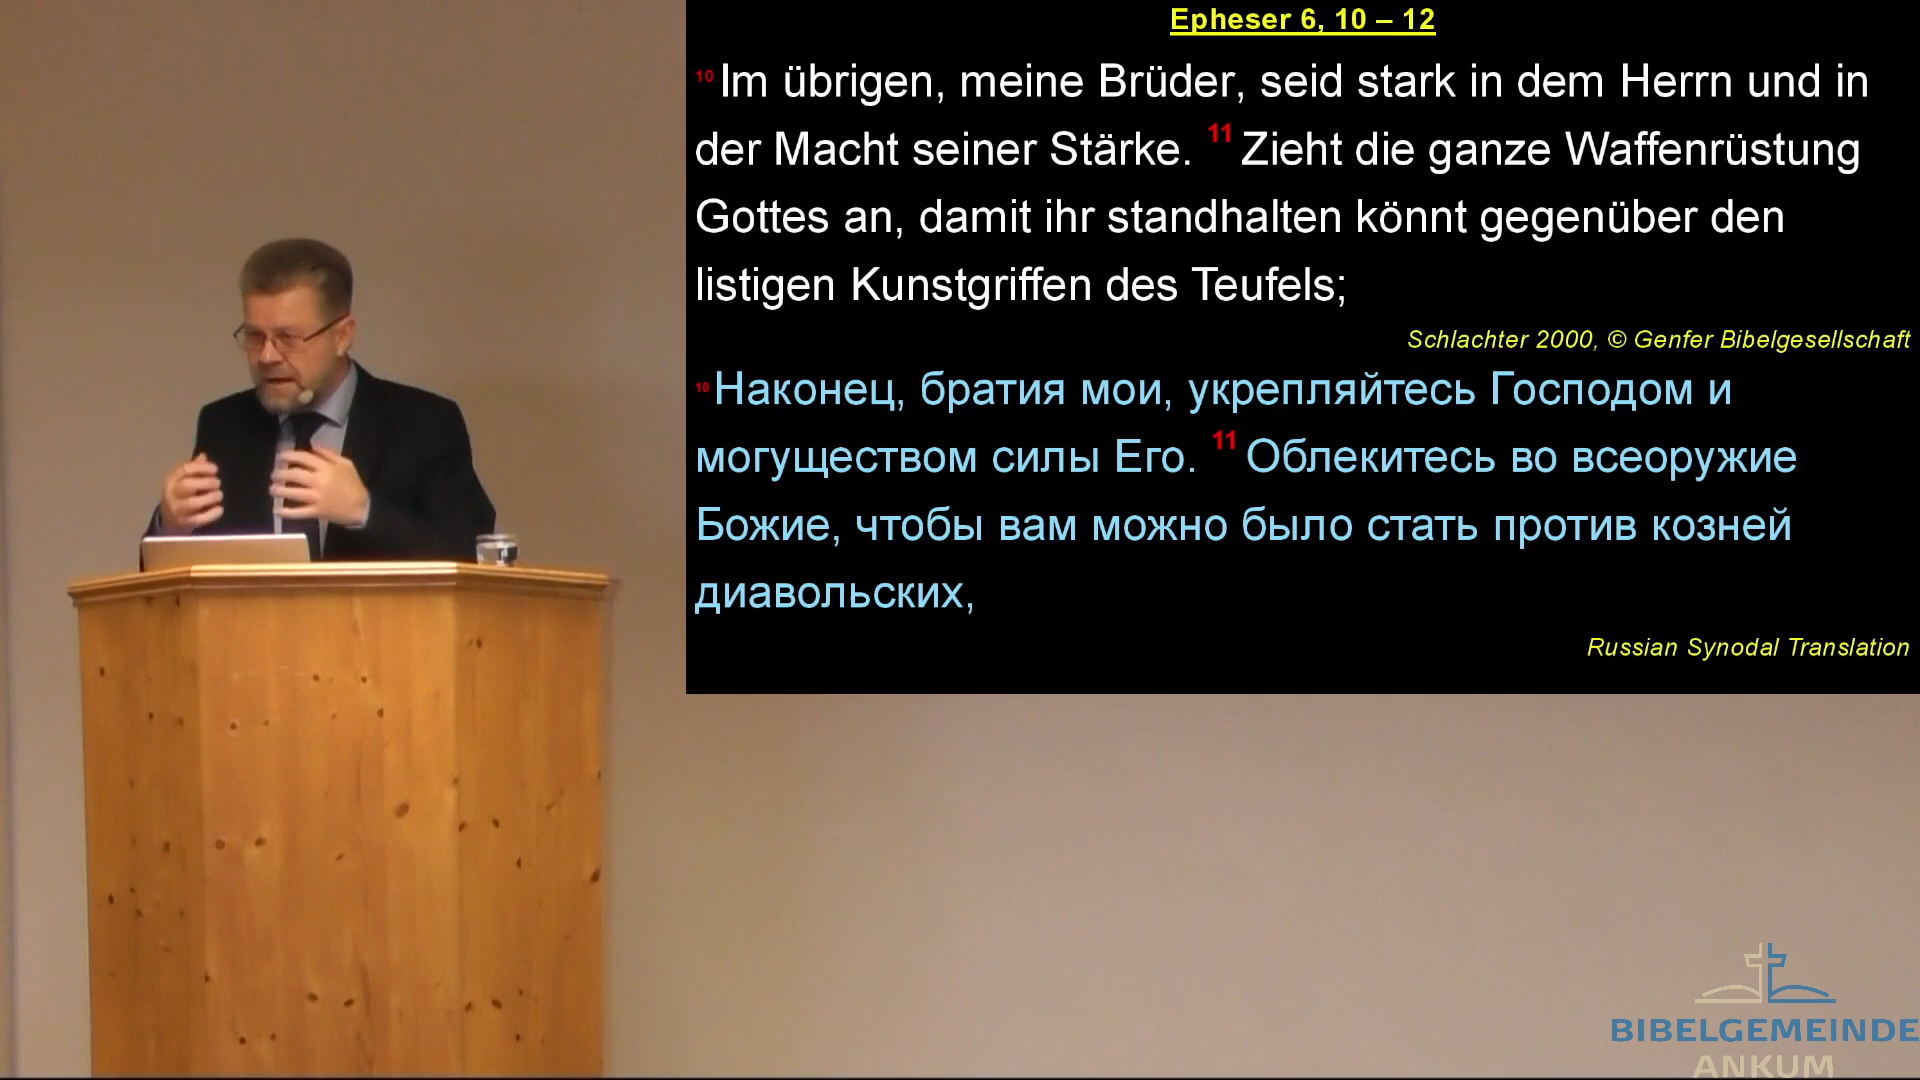 Epheser 6, 10 – 12
10 Im übrigen, meine Brüder, seid stark in dem Herrn und in
der Macht seiner Stärke. 11 Zieht die ganze Waffenrüstung
Gottes an, damit ihr standhalten könnt gegenüber den
listigen Kunstgriffen des Teufels;
Schlachter 2000, © Genfer Bibelgesellschaft
10 Наконец, братия мои, укрепляйтесь Господом и
могуществом силы Его. 11 Облекитесь во всеоружие
Божие, чтобы вам можно было стать против козней
диавольских,
Russian Synodal Translation
BIBELGEMEINDE
ANKUM